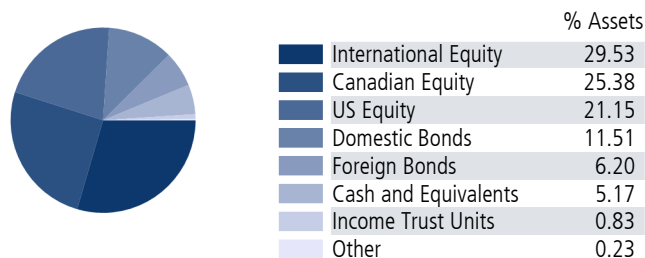 % Assets
International Equity 29.53
Canadian Equity 25.38
US Equity 21.15
Domestic Bonds 11.51
Foreign Bonds 6.20
Cash and Equivalents 5.17
Income Trust Units 0.83
Other 0.23